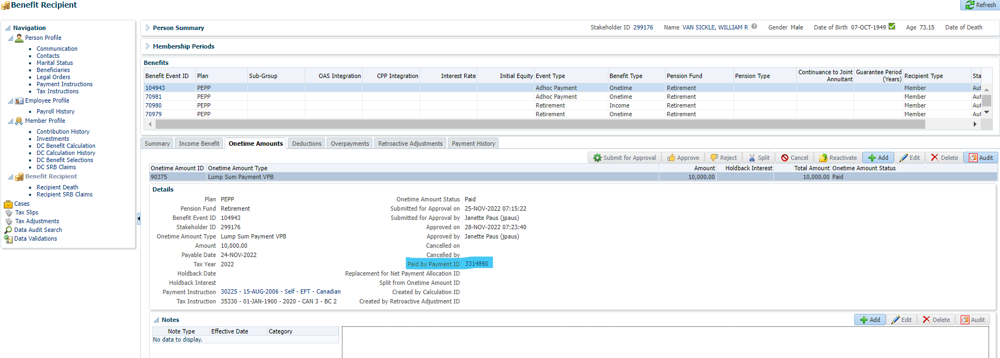 Benefit Recipient
Refresh
Navigation
Person Profile
Communication
Contacts
Marital Status
Beneficiaries
Legal Orders
Payment Instructions
Tax Instructions
Employee Profile
Payroll History
Member Profile
Contribution History
Investments
DC Benefit Calculation
DC Calculation History
DC Benefit Selections
DC SRB Claims
Benefit Recipient
Recipient Death
Recipient SRB Claims
Cases
Tax Slips
Tax Adjustments
Data Audit Search
Data Validations
Person Summary Stakeholder ID 299176 Name VAN SICKLE, WILLIAM R Gender Male Date of Birth 07-OCT-1949 Age 73.15 Date of Death
Membership Periods
Benefits
Benefit Event ID Plan Sub-Group OAS Integration CPP Integration Interest Rate Initial Equity Event Type Benefit Type Pension Fund Pension Type Continuance to Joint Annuitant Guarantee Period (Years) Recipient Type Sta
104943 PEPP Adhoc Payment Onetime Retirement Member Aut
70981 PEPP Adhoc Payment Onetime Retirement Member Aut
70980 PEPP Retirement Income Retirement Member Aut
70979 PEPP Retirement Onetime Retirement Member Aut
Summary Income Benefit Onetime Amounts Deductions Overpayments Retroactive Adjustments Payment History
Submit for Approval Approve Reject Split Cancel Reactivate Add Edit Delete Audit
Onetime Amount ID Onetime Amount Type Amount Holdback Interest Total Amount Onetime Amount Status
90375 Lump Sum Payment VPB 10,000.00 10,000.00 Paid
Details
Plan PEPP Onetime Amount Status Paid
Pension Fund Retirement Submitted for Approval on 25-NOV-2022 07:15:22
Benefit Event ID 104943 Submitted for Approval by Janette Paus (jpaus)
Stakeholder ID 299176 Approved on 28-NOV-2022 07:23:40
Onetime Amount Type Lump Sum Payment VPB Approved by Janette Paus (jpaus)
Amount 10,000.00 Cancelled on
Payable Date 24-NOV-2022 Cancelled by
Tax Year 2022 Paid by Payment ID 3314890
Holdback Date Replacement for Net Payment Allocation ID
Holdback Interest Split from Onetime Amount ID
Payment Instruction 30225 - 15-AUG-2006 - Self - EFT - Canadian Created by Calculation ID
Tax Instruction 35330 - 01-JAN-1900 - 2020 - CAN 3 - BC 2 Created by Retroactive Adjustment ID
Notes Add Edit Delete Audit
Note Type Effective Date Category
No data to display.